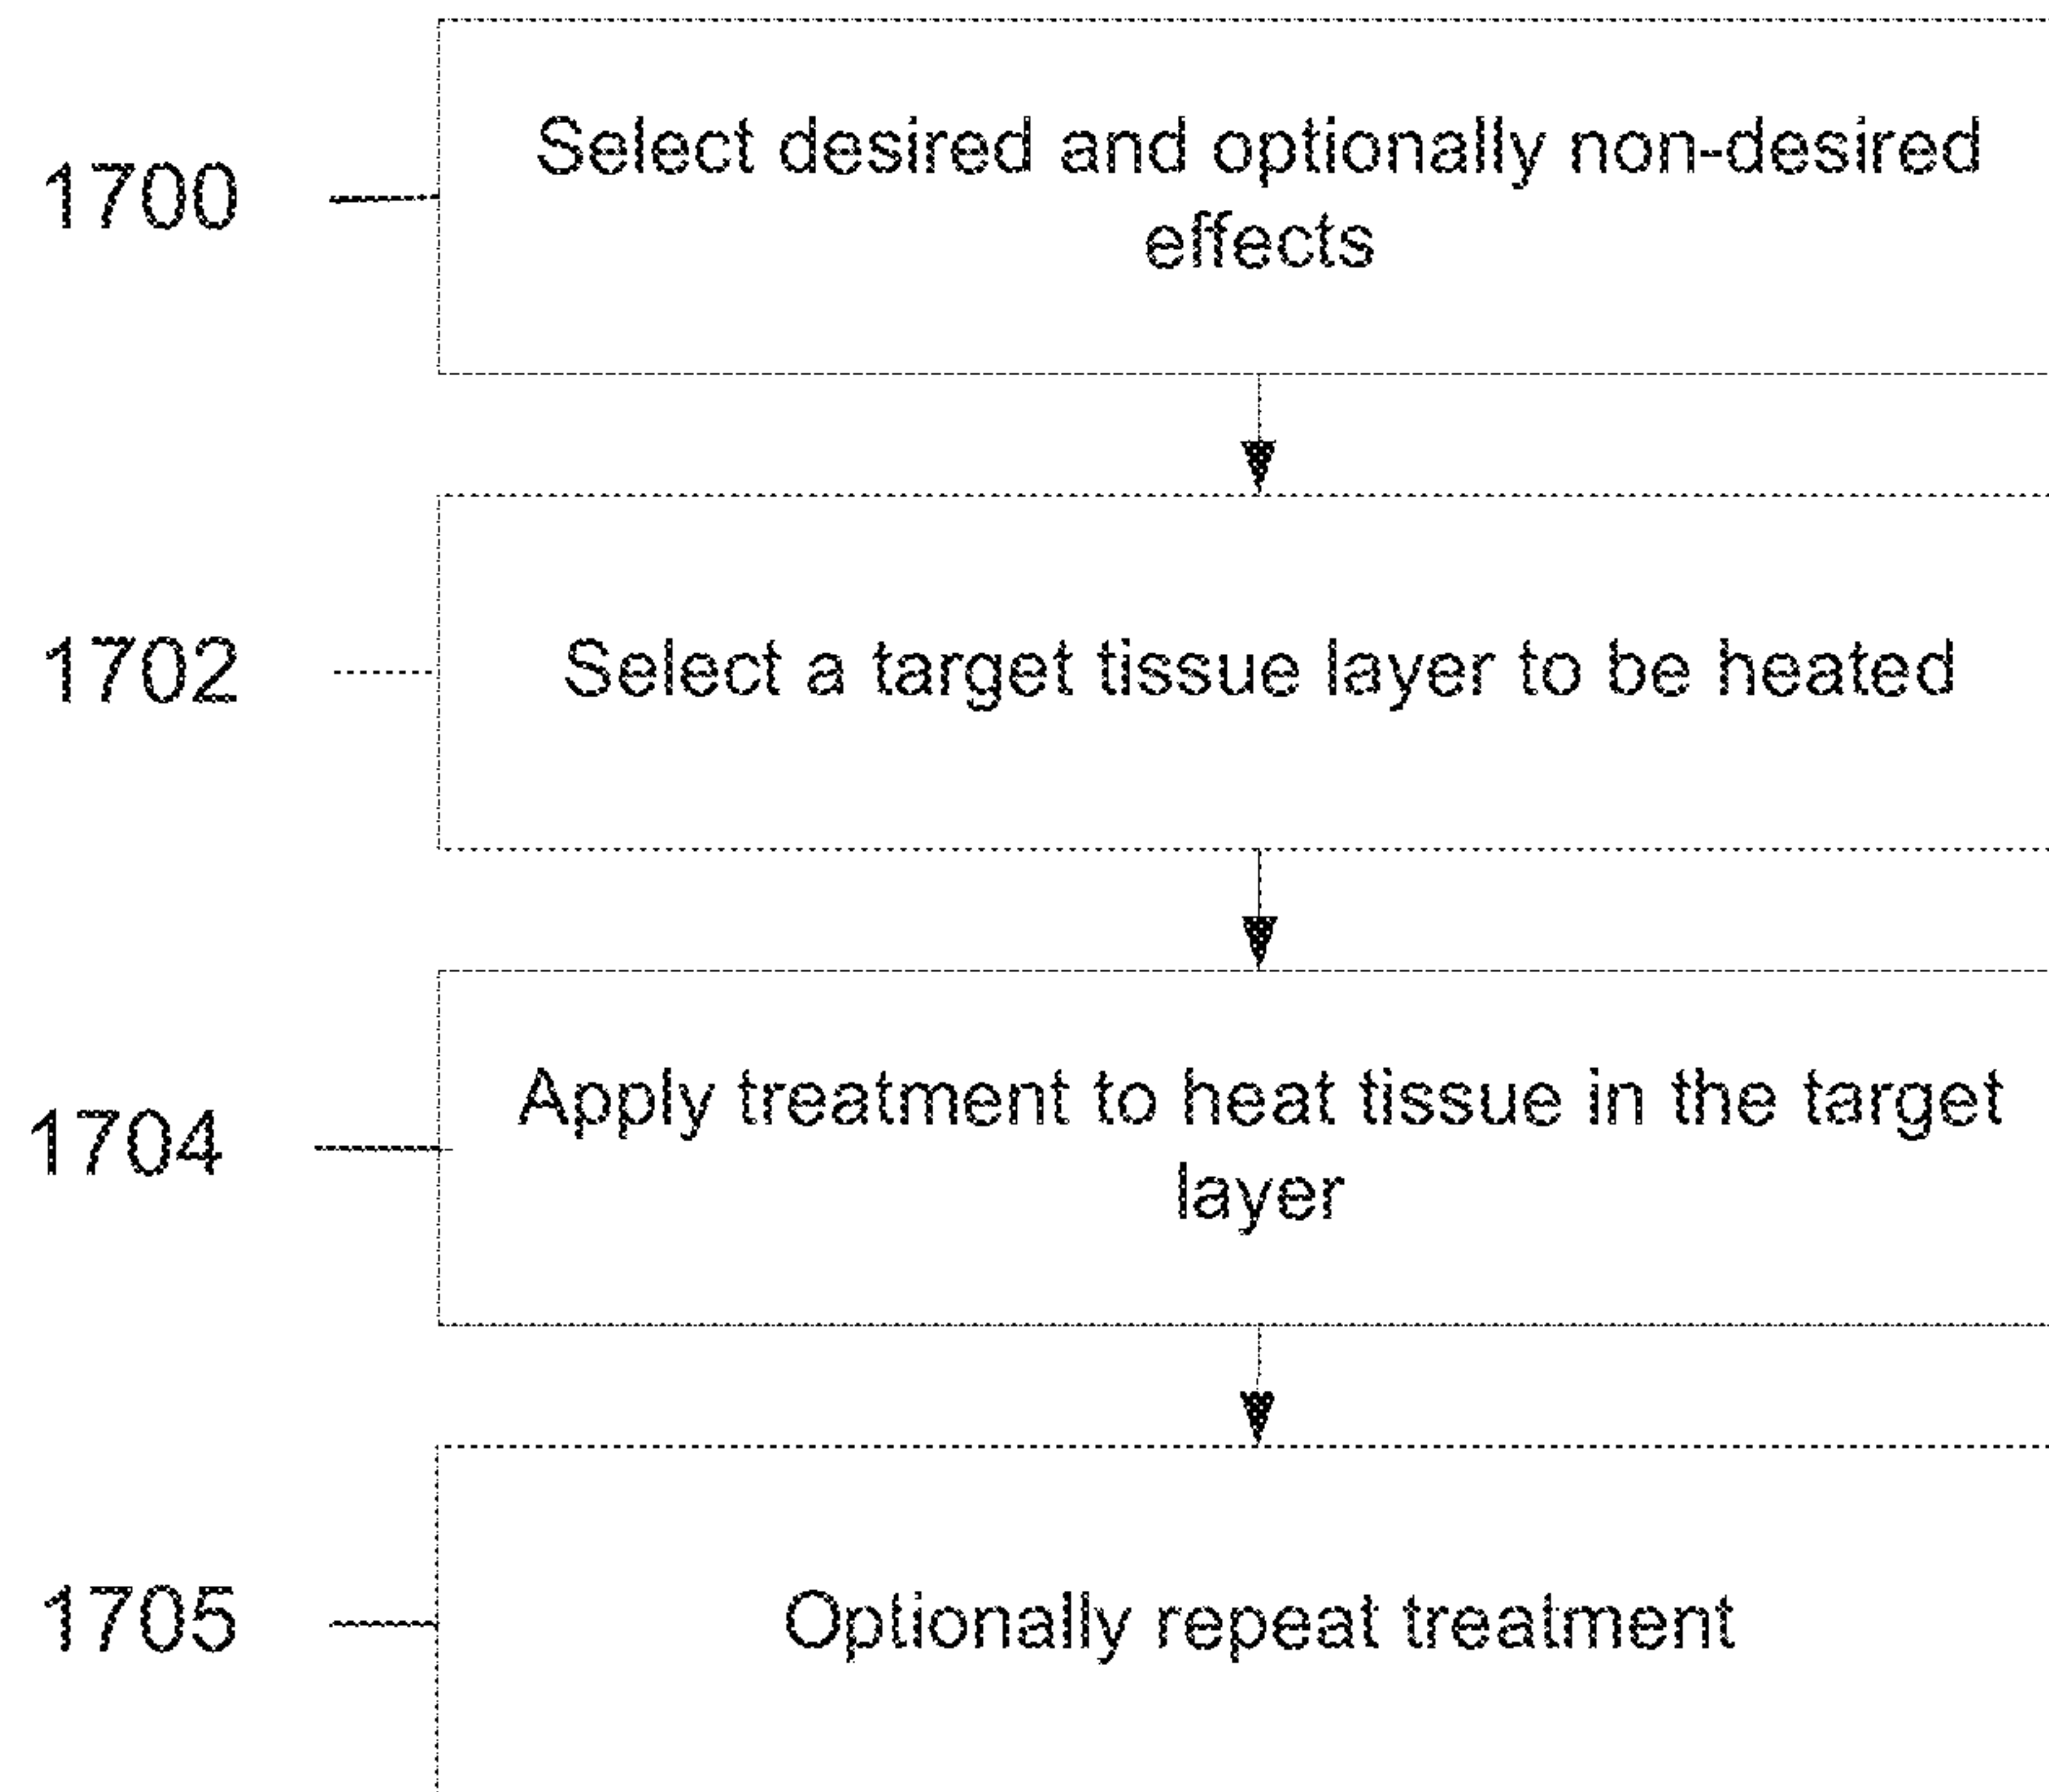 1700
Select desired and optionally non-desired
effects
1702
Select a target tissue layer to be heated
1704
Apply treatment to heat tissue in the target
layer
1705
Optionally repeat treatment